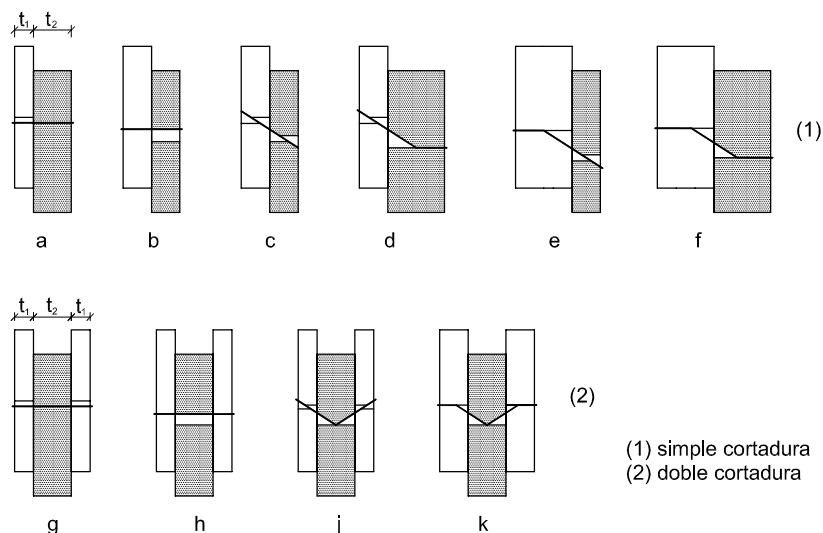 t₁ t₂
(1)
a b c d e f
t₁ t₂ t₁
(2)
(1) simple cortadura
(2) doble cortadura
g h j k